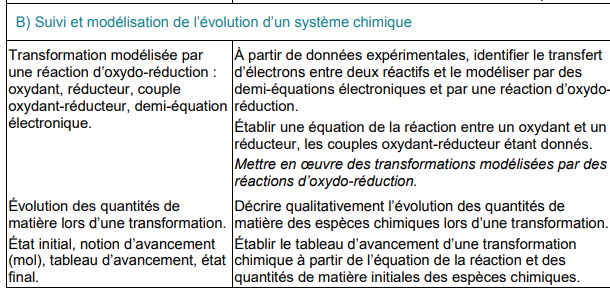 B) Suivi et modélisation de l'évolution d'un système chimique
Transformation modélisée par
une réaction d'oxydo-réduction :
oxydant, réducteur, couple
oxydant-réducteur, demi-équation
électronique.
À partir de données expérimentales, identifier le transfert
d'électrons entre deux réactifs et le modéliser par des
demi-équations électroniques et par une réaction d'oxydo-
réduction.
Établir une équation de la réaction entre un oxydant et un
réducteur, les couples oxydant-réducteur étant donnés.
Mettre en œuvre des transformations modélisées par des
réactions d'oxydo-réduction.
Évolution des quantités de
matière lors d'une transformation.
Décrire qualitativement l'évolution des quantités de
matière des espèces chimiques lors d'une transformation.
État initial, notion d'avancement
(mol), tableau d'avancement, état
final.
Établir le tableau d'avancement d'une transformation
chimique à partir de l'équation de la réaction et des
quantités de matière initiales des espèces chimiques.